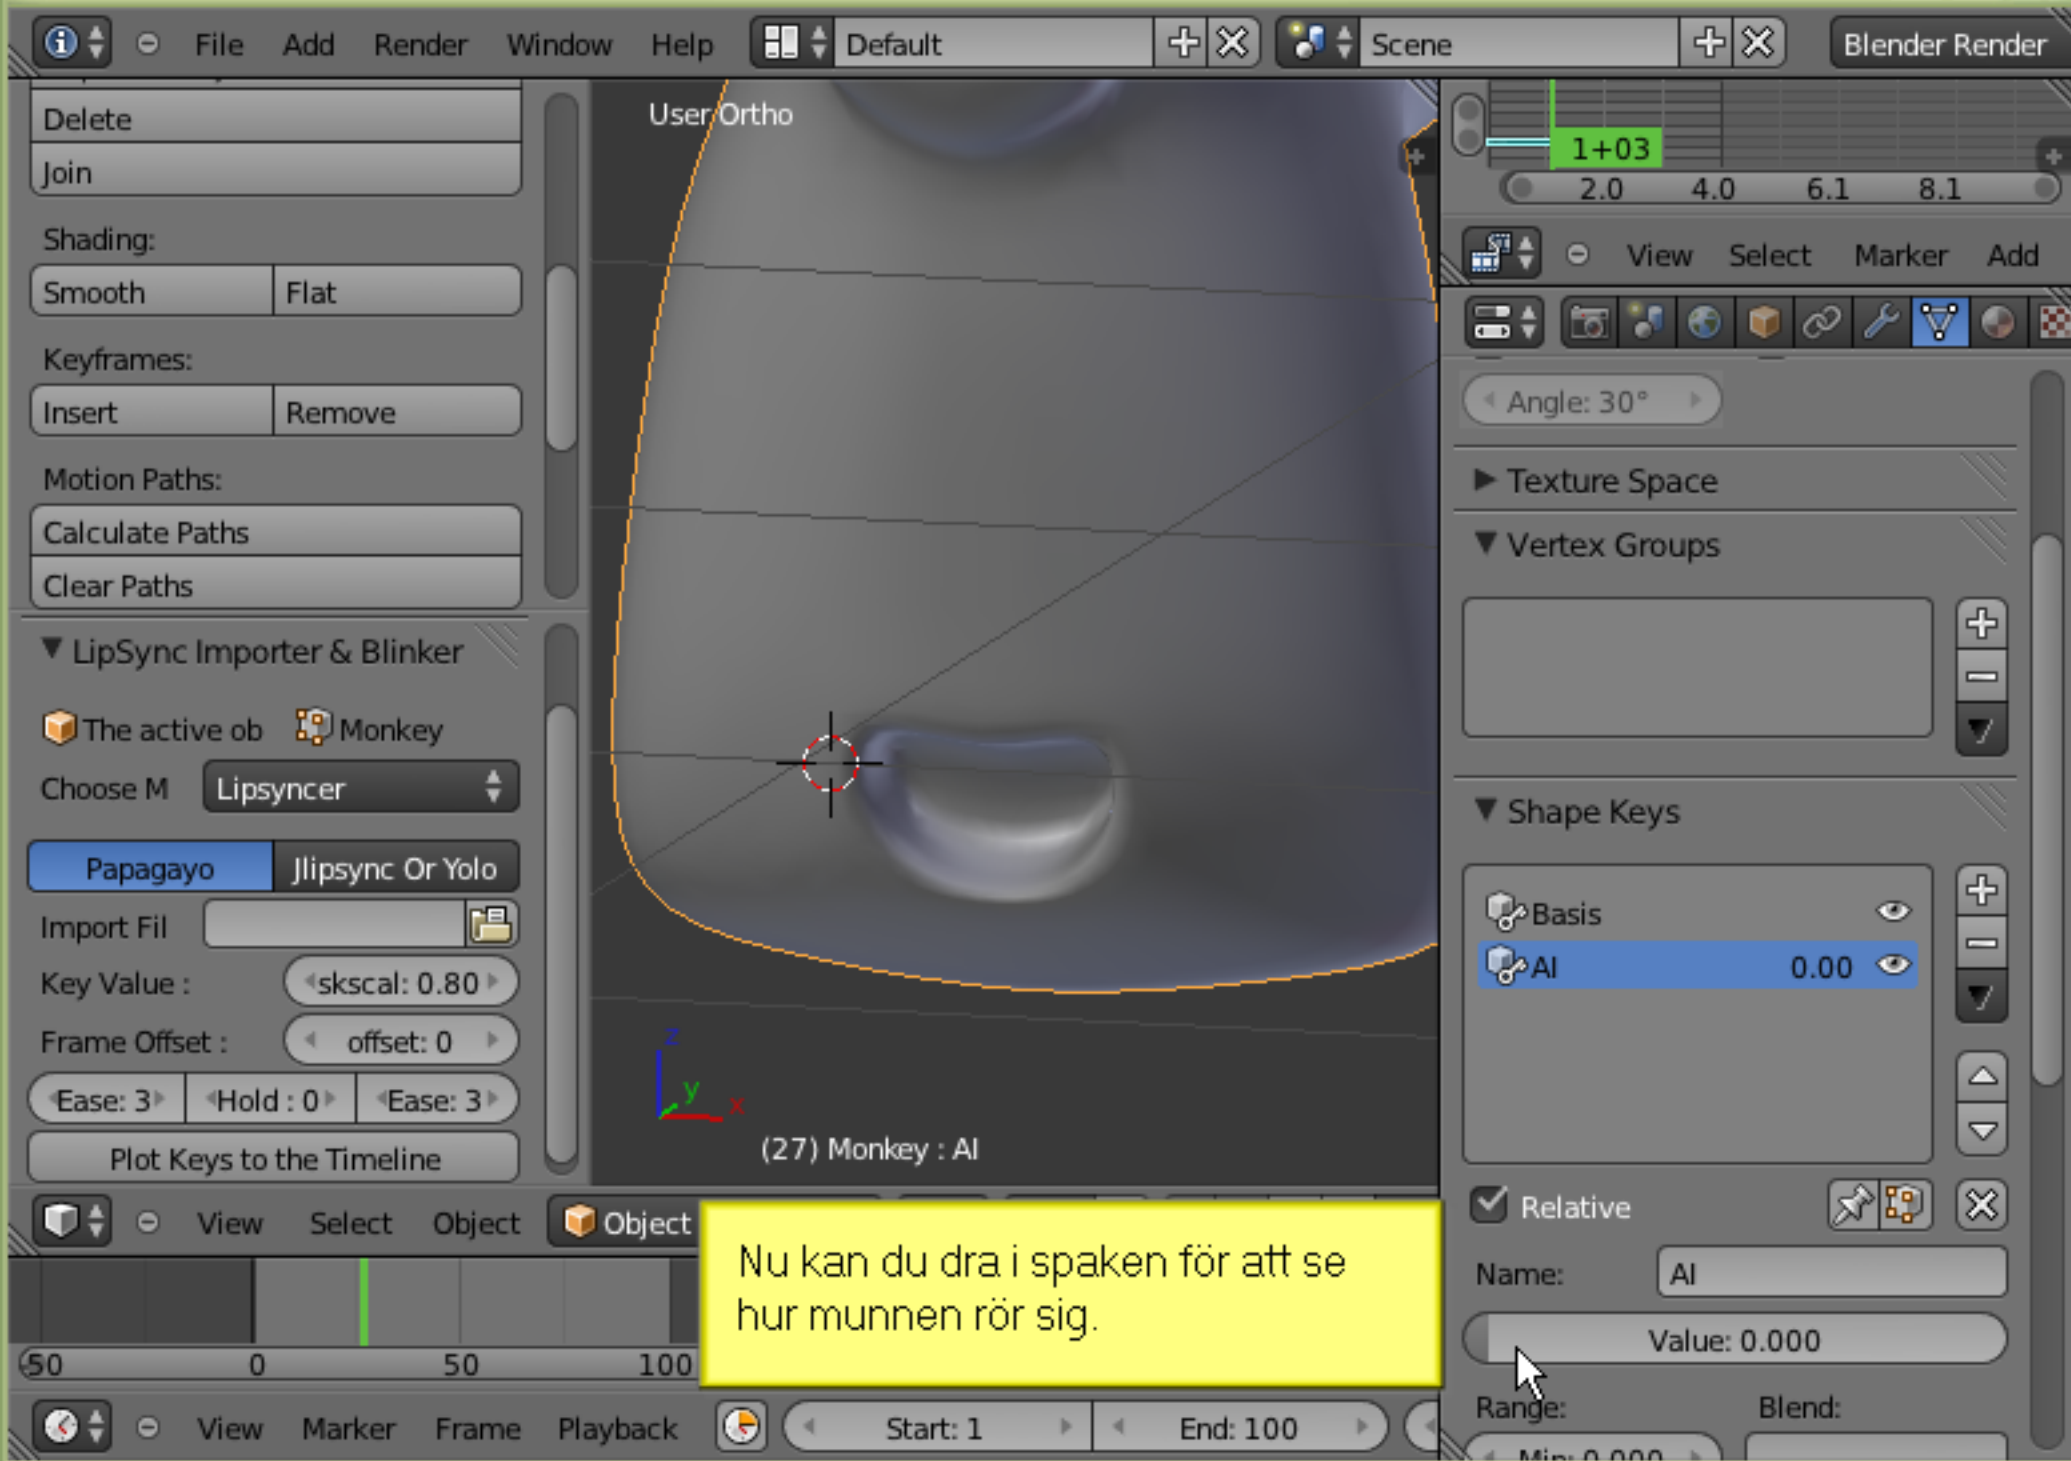 File Add Render Window Help Default Scene Blender Render
Delete
Join
Shading:
Smooth Flat
Keyframes:
Insert Remove
Motion Paths:
Calculate Paths
Clear Paths
LipSync Importer & Blinker
The active ob Monkey
Choose M Lipsyncer
Papagayo Jlipsync Or Yolo
Import Fil
Key Value : skscal: 0.80
Frame Offset : offset: 0
Ease: 3 Hold : 0 Ease: 3
Plot Keys to the Timeline
View Select Object Object
-50 0 50 100
View Marker Frame Playback Start: 1 End: 100
User Ortho
z
y
x
(27) Monkey : AI
Nu kan du dra i spaken för att se
hur munnen rör sig.
1+03
2.0 4.0 6.1 8.1
View Select Marker Add
Angle: 30°
Texture Space
Vertex Groups
Shape Keys
Basis
AI 0.00
Relative
Name: AI
Value: 0.000
Range: Blend:
Min: 0.000